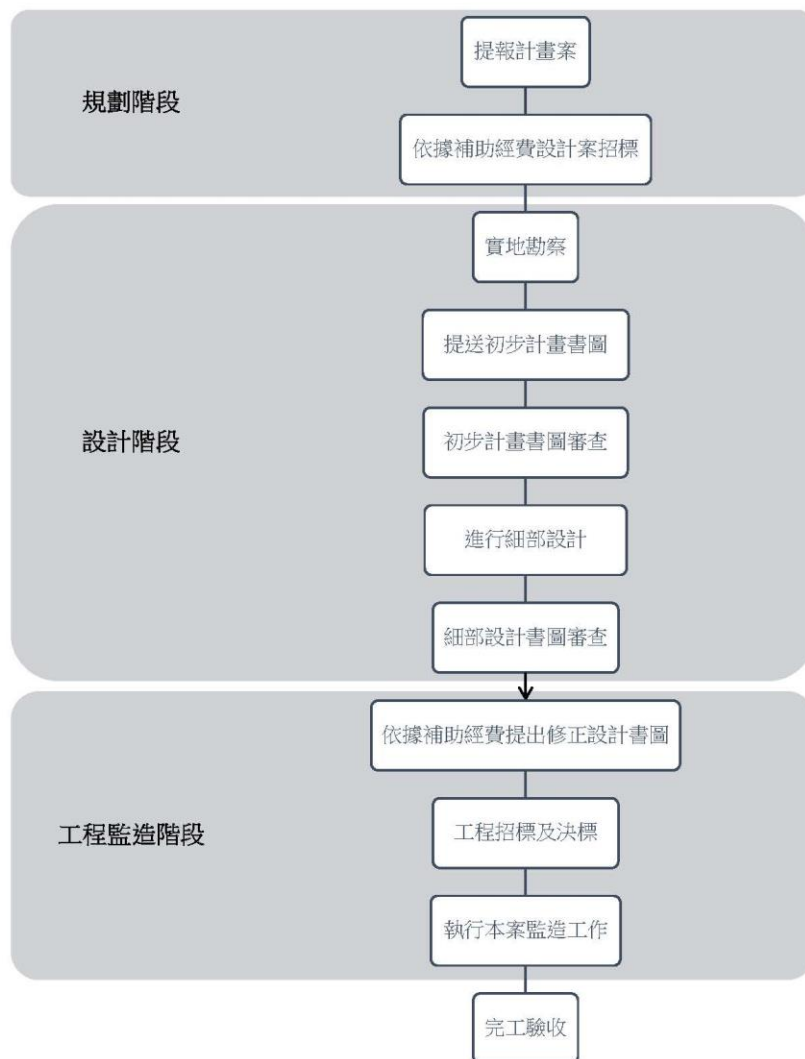 提報計畫案
規劃階段
依據補助經費設計案招標
實地勘察
提送初步計畫書圖
初步計畫書圖審查
設計階段
進行細部設計
細部設計書圖審查
依據補助經費提出修正設計書圖
工程監造階段
工程招標及決標
執行本案監造工作
完工驗收